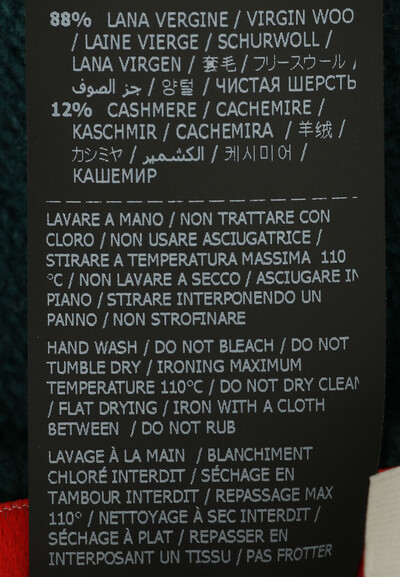 88% LANA VERGINE / VIRGIN WOO
/ LAINE VIERGE / SCHURWOLL /
LANA VIRGEN / 套毛 / フリースウール /
جز الصوف / 양털 / ЧИСТАЯ ШЕРСТЬ
12% CASHMERE / CACHEMIRE /
KASCHMIR / CACHEMIRA / 羊绒 /
カシミヤ / الكشمير / 케시미어 /
КАШЕМИР
LAVARE A MANO / NON TRATTARE CON
CLORO / NON USARE ASCIUGATRICE /
STIRARE A TEMPERATURA MASSIMA 110
°C / NON LAVARE A SECCO / ASCIUGARE IN
PIANO / STIRARE INTERPONENDO UN
PANNO / NON STROFINARE
HAND WASH / DO NOT BLEACH / DO NOT
TUMBLE DRY / IRONING MAXIMUM
TEMPERATURE 110°C / DO NOT DRY CLEAN
/ FLAT DRYING / IRON WITH A CLOTH
BETWEEN / DO NOT RUB
LAVAGE À LA MAIN / BLANCHIMENT
CHLORÉ INTERDIT / SÉCHAGE EN
TAMBOUR INTERDIT / REPASSAGE MAX
110° / NETTOYAGE À SEC INTERDIT /
SÉCHAGE À PLAT / REPASSER EN
INTERPOSANT UN TISSU / PAS FROTTER